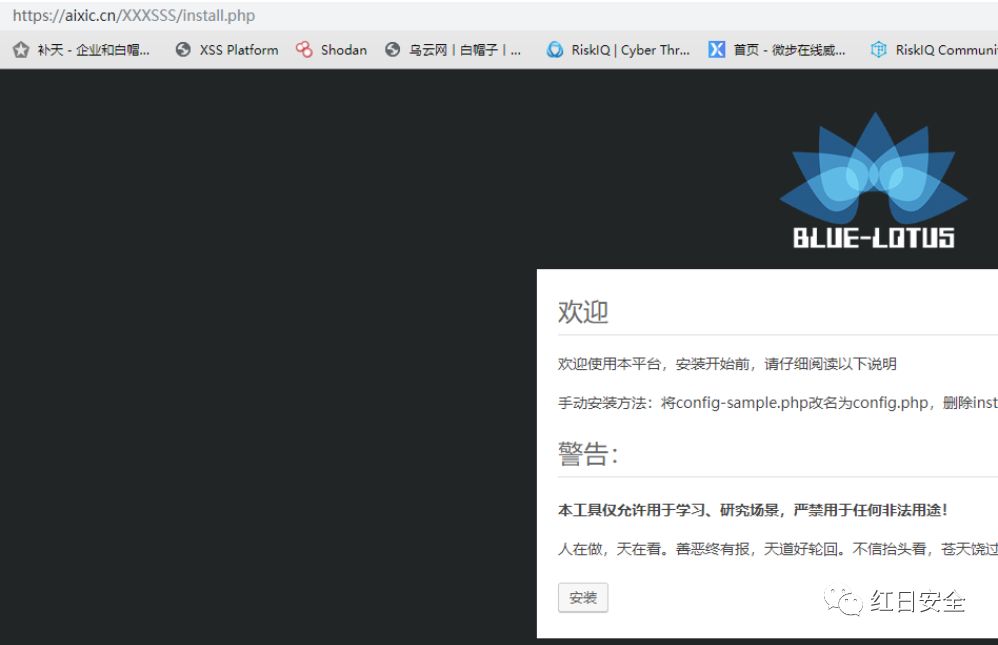 https://aixic.cn/XXXSSS/install.php
补天 - 企业和白帽... XSS Platform Shodan 乌云网 | 白帽子 | ... RiskIQ | Cyber Thr... 首页 - 微步在线威... RiskIQ Communi
BLUE-LOTUS
欢迎
欢迎使用本平台，安装开始前，请仔细阅读以下说明
手动安装方法：将config-sample.php改名为config.php，删除inst
警告：
本工具仅允许用于学习、研究场景，严禁用于任何非法用途！
人在做，天在看。善恶终有报，天道好轮回。不信抬头看，苍天饶过
安装
红日安全